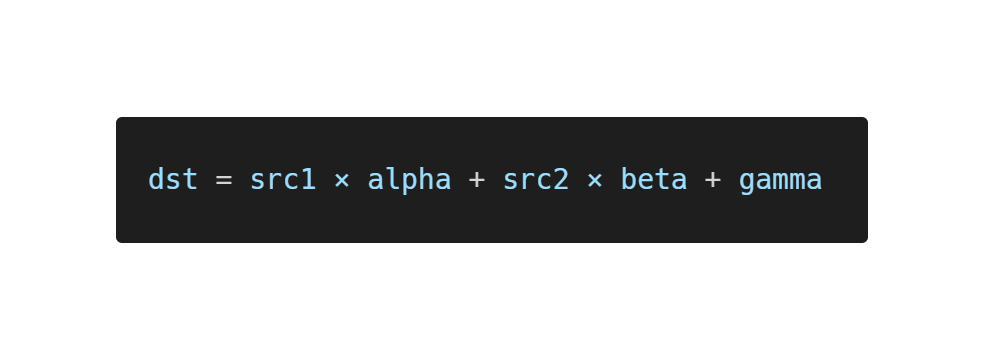 dst = src1 × alpha + src2 × beta + gamma